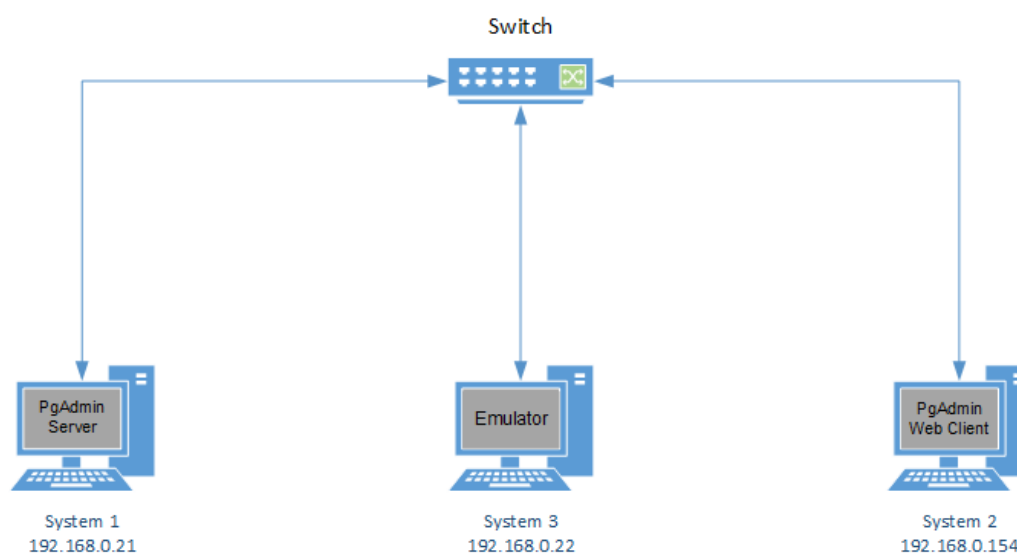 Switch
PgAdmin
Server
Emulator
PgAdmin
Web Client
System 1
192.168.0.21
System 3
192.168.0.22
System 2
192.168.0.154